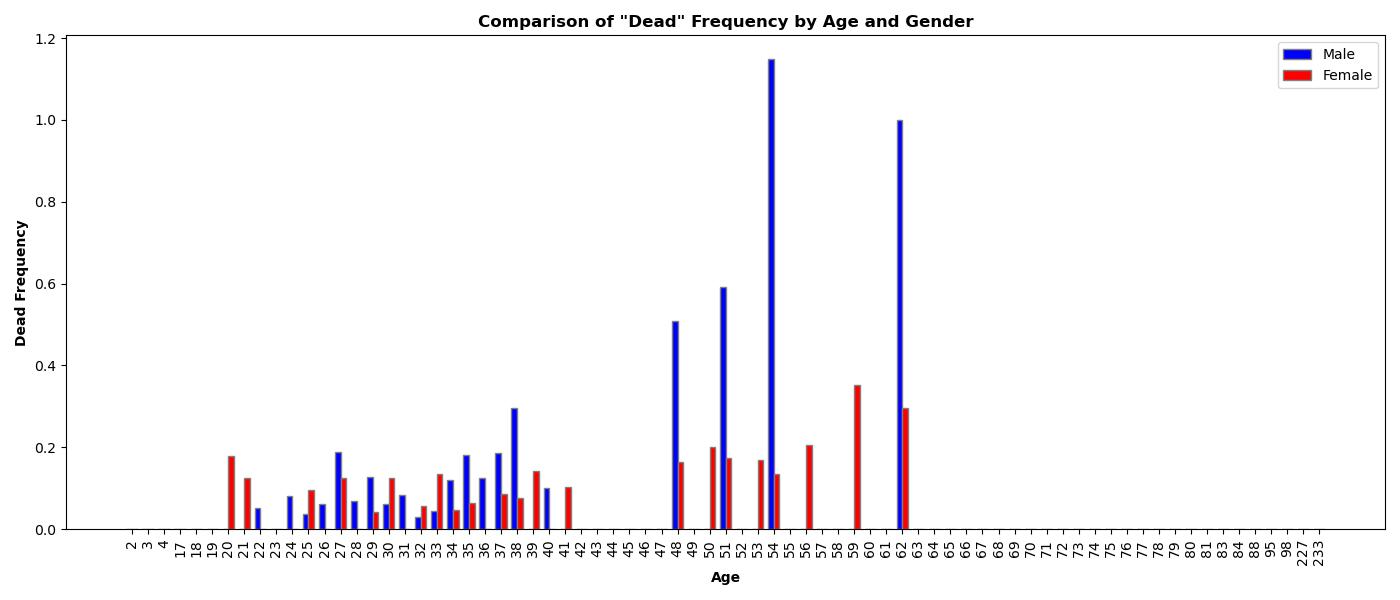 Comparison of "Dead" Frequency by Age and Gender
Male
Female
Dead Frequency
1.2
1.0
0.8
0.6
0.4
0.2
0.0
2 3 4 17 18 19 20 21 22 23 24 25 26 27 28 29 30 31 32 33 34 35 36 37 38 39 40 41 42 43 44 45 46 47 48 49 50 51 52 53 54 55 56 57 58 59 60 61 62 63 64 65 66 67 68 69 70 71 72 73 74 75 76 77 78 79 80 81 83 84 88 95 98 227 233
Age